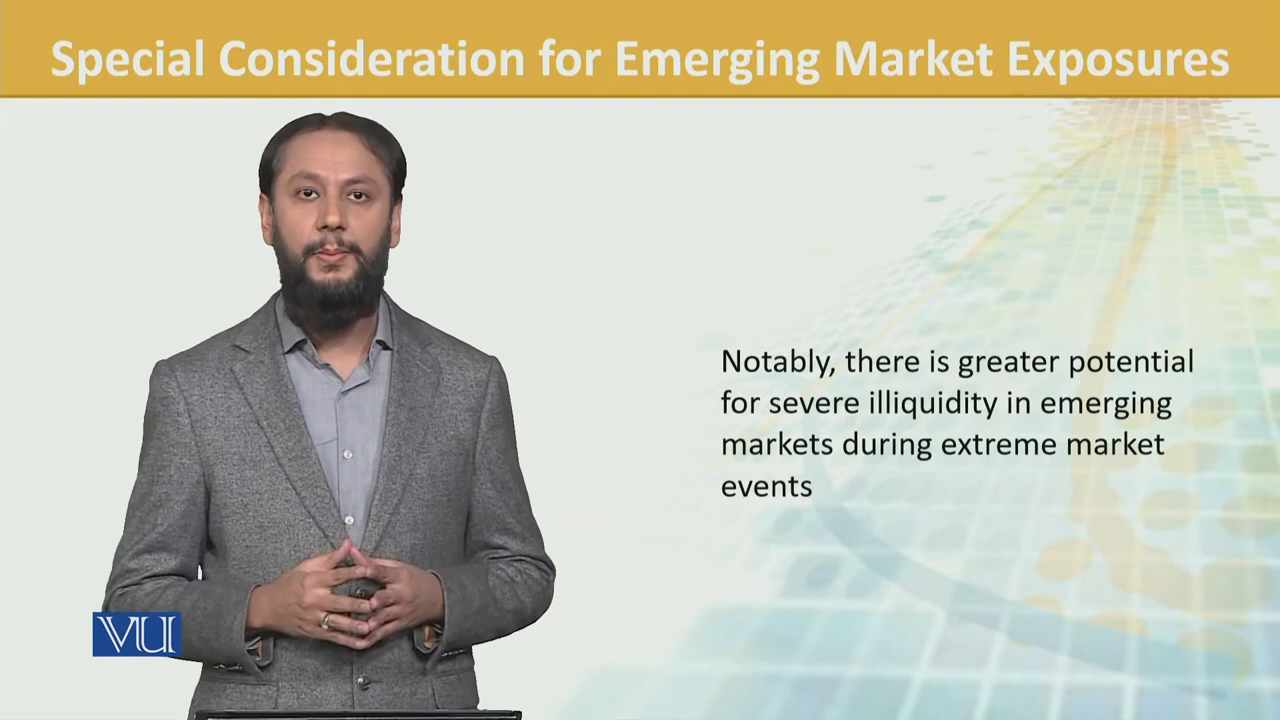 Special Consideration for Emerging Market Exposures
Notably, there is greater potential
for severe illiquidity in emerging
markets during extreme market
events
VU